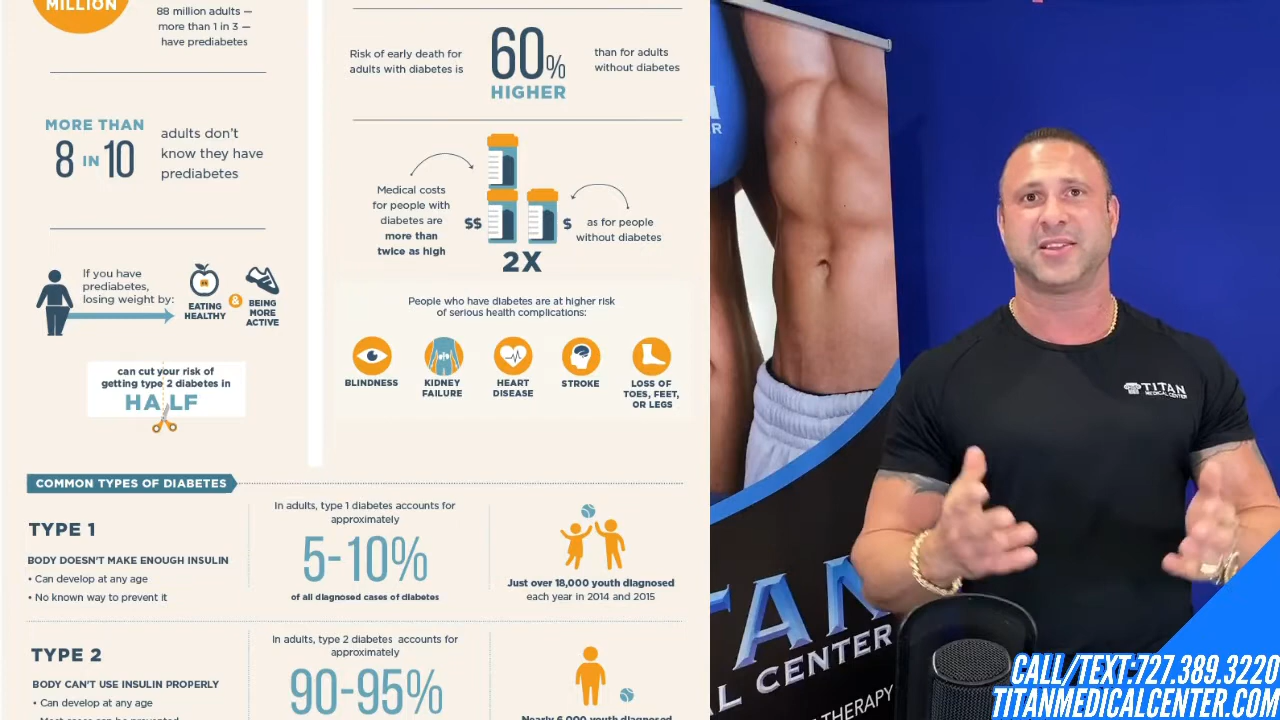 MILLION
88 million adults —
more than 1 in 3 —
have prediabetes
MORE THAN
8 IN 10
adults don't
know they have
prediabetes
If you have
prediabetes,
losing weight by:
EATING
HEALTHY
&
BEING
MORE
ACTIVE
can cut your risk of
getting type 2 diabetes in
HALF
Risk of early death for
adults with diabetes is
60%
HIGHER
than for adults
without diabetes
Medical costs
for people with
diabetes are
more than
twice as high
$$
$
as for people
without diabetes
2X
People who have diabetes are at higher risk
of serious health complications:
BLINDNESS
KIDNEY
FAILURE
HEART
DISEASE
STROKE
LOSS OF
TOES, FEET,
OR LEGS
COMMON TYPES OF DIABETES
TYPE 1
BODY DOESN'T MAKE ENOUGH INSULIN
• Can develop at any age
• No known way to prevent it
In adults, type 1 diabetes accounts for
approximately
5-10%
of all diagnosed cases of diabetes
Just over 18,000 youth diagnosed
each year in 2014 and 2015
TYPE 2
BODY CAN'T USE INSULIN PROPERLY
• Can develop at any age
In adults, type 2 diabetes accounts for
approximately
90-95%
Nearly 6,000 youth diagnosed
TITAN
MEDICAL CENTER
TAN
L CENTER
THERAPY
CALL/TEXT:727.389.3220
TITANMEDICALCENTER.COM